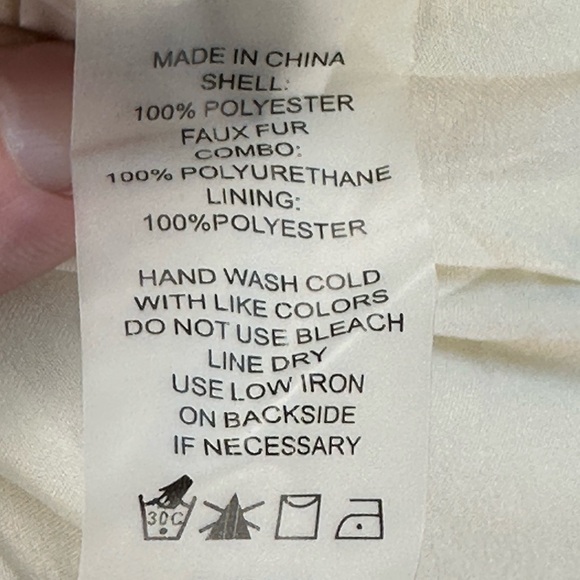 MADE IN CHINA
SHELL:
100% POLYESTER
FAUX FUR
COMBO:
100% POLYURETHANE
LINING:
100%POLYESTER
HAND WASH COLD
WITH LIKE COLORS
DO NOT USE BLEACH
LINE DRY
USE LOW IRON
ON BACKSIDE
IF NECESSARY
30C